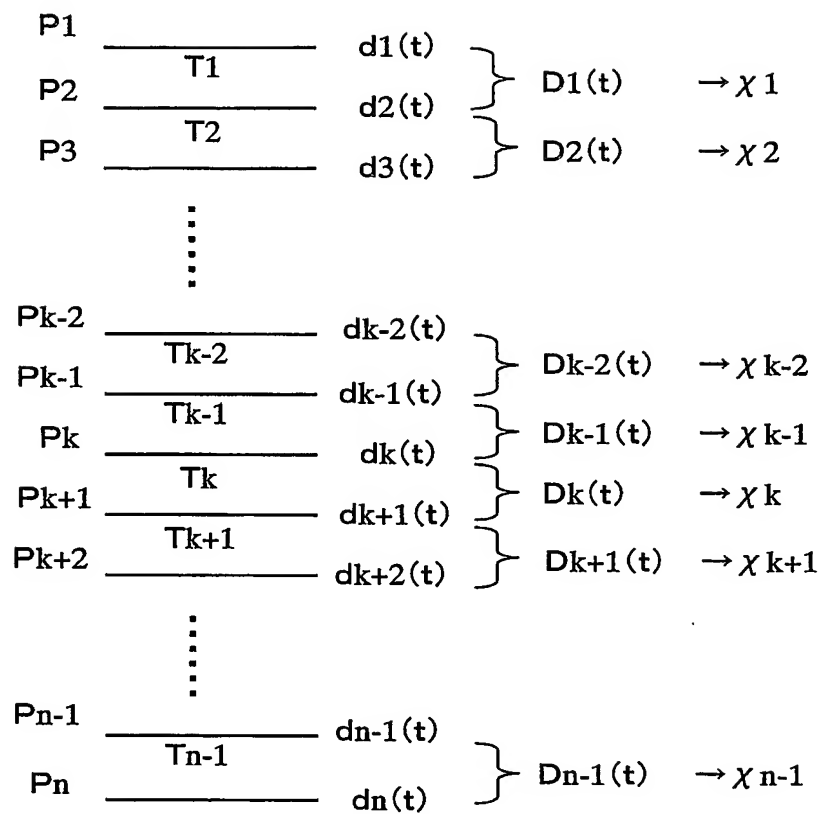 P1
d1(t)
T1
D1(t) → χ1
P2
d2(t)
T2
D2(t) → χ2
P3
d3(t)
Pk-2
dk-2(t)
Tk-2
Dk-2(t) → χk-2
Pk-1
dk-1(t)
Tk-1
Dk-1(t) → χk-1
Pk
dk(t)
Tk
Dk(t) → χk
Pk+1
dk+1(t)
Tk+1
Dk+1(t) → χk+1
Pk+2
dk+2(t)
Pn-1
dn-1(t)
Tn-1
Dn-1(t) → χn-1
Pn
dn(t)